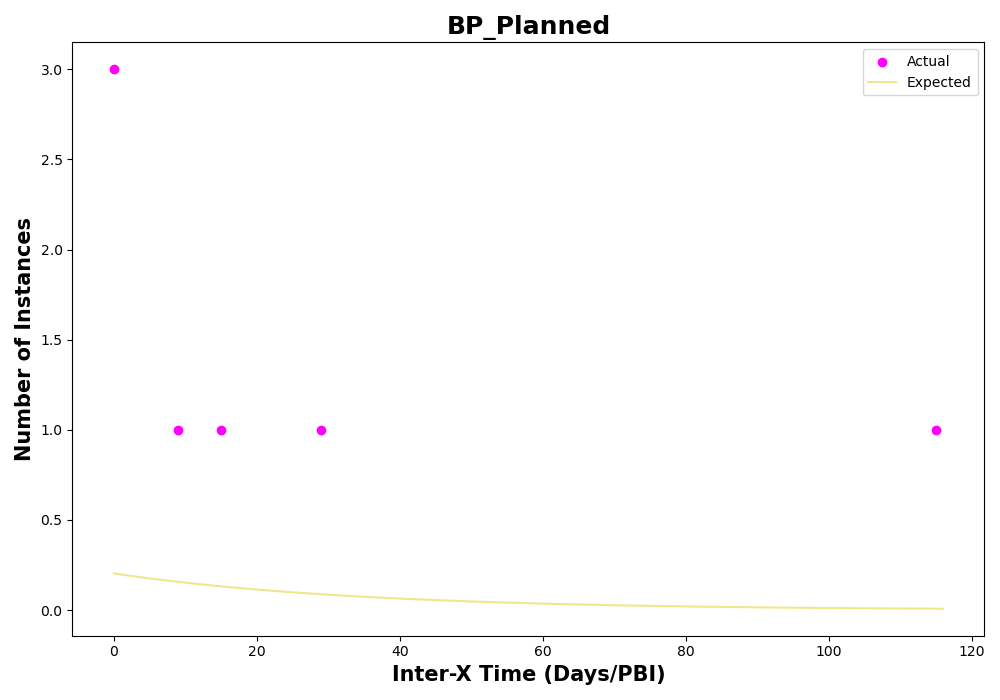 BP_Planned
Actual
Expected
3.0
2.5
2.0
1.5
1.0
0.5
0.0
Number of Instances
0
20
40
60
80
100
120
Inter-X Time (Days/PBI)